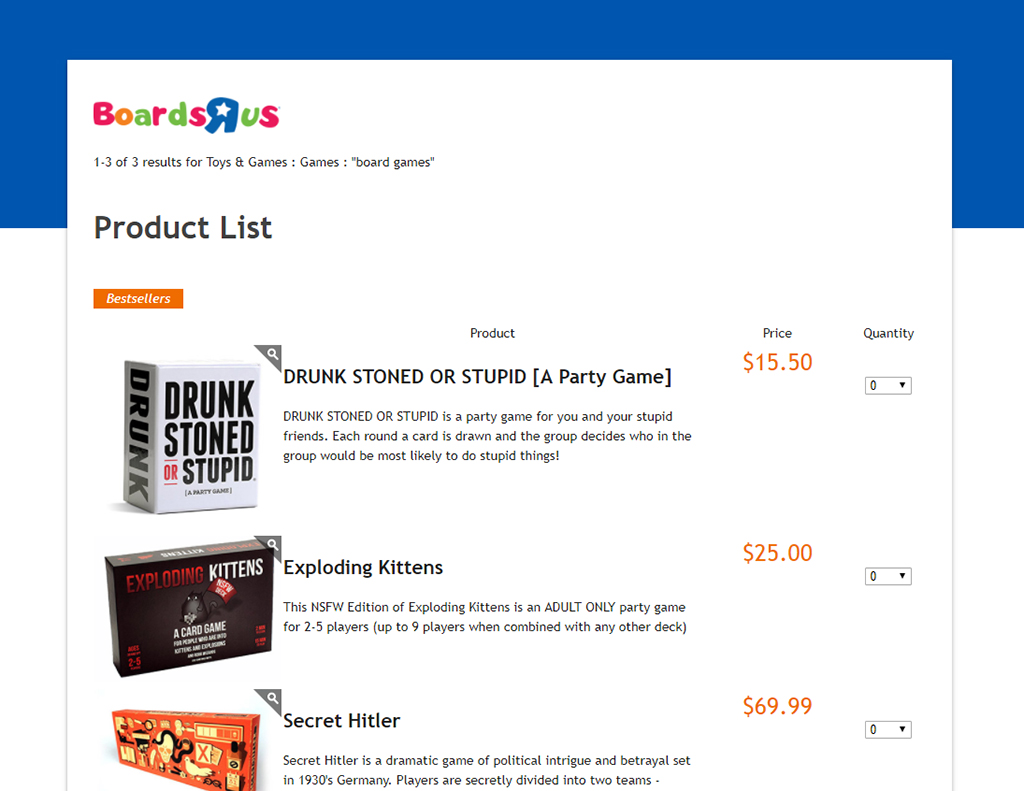 BoardsRus
1-3 of 3 results for Toys & Games : Games : "board games"
Product List
Bestsellers
Product Price Quantity
DRUNK
DRUNK
STONED
OR STUPID
[A PARTY GAME]
DRUNK STONED OR STUPID [A Party Game]
$15.50
0
DRUNK STONED OR STUPID is a party game for you and your stupid
friends. Each round a card is drawn and the group decides who in the
group would be most likely to do stupid things!
EXPLODING KITTENS
NSFW
DECK
A CARD GAME
FOR PEOPLE WHO ARE INTO
KITTENS AND EXPLOSIONS
AGES
2-5
Exploding Kittens
$25.00
0
This NSFW Edition of Exploding Kittens is an ADULT ONLY party game
for 2-5 players (up to 9 players when combined with any other deck)
Secret Hitler
$69.99
0
Secret Hitler is a dramatic game of political intrigue and betrayal set
in 1930's Germany. Players are secretly divided into two teams -